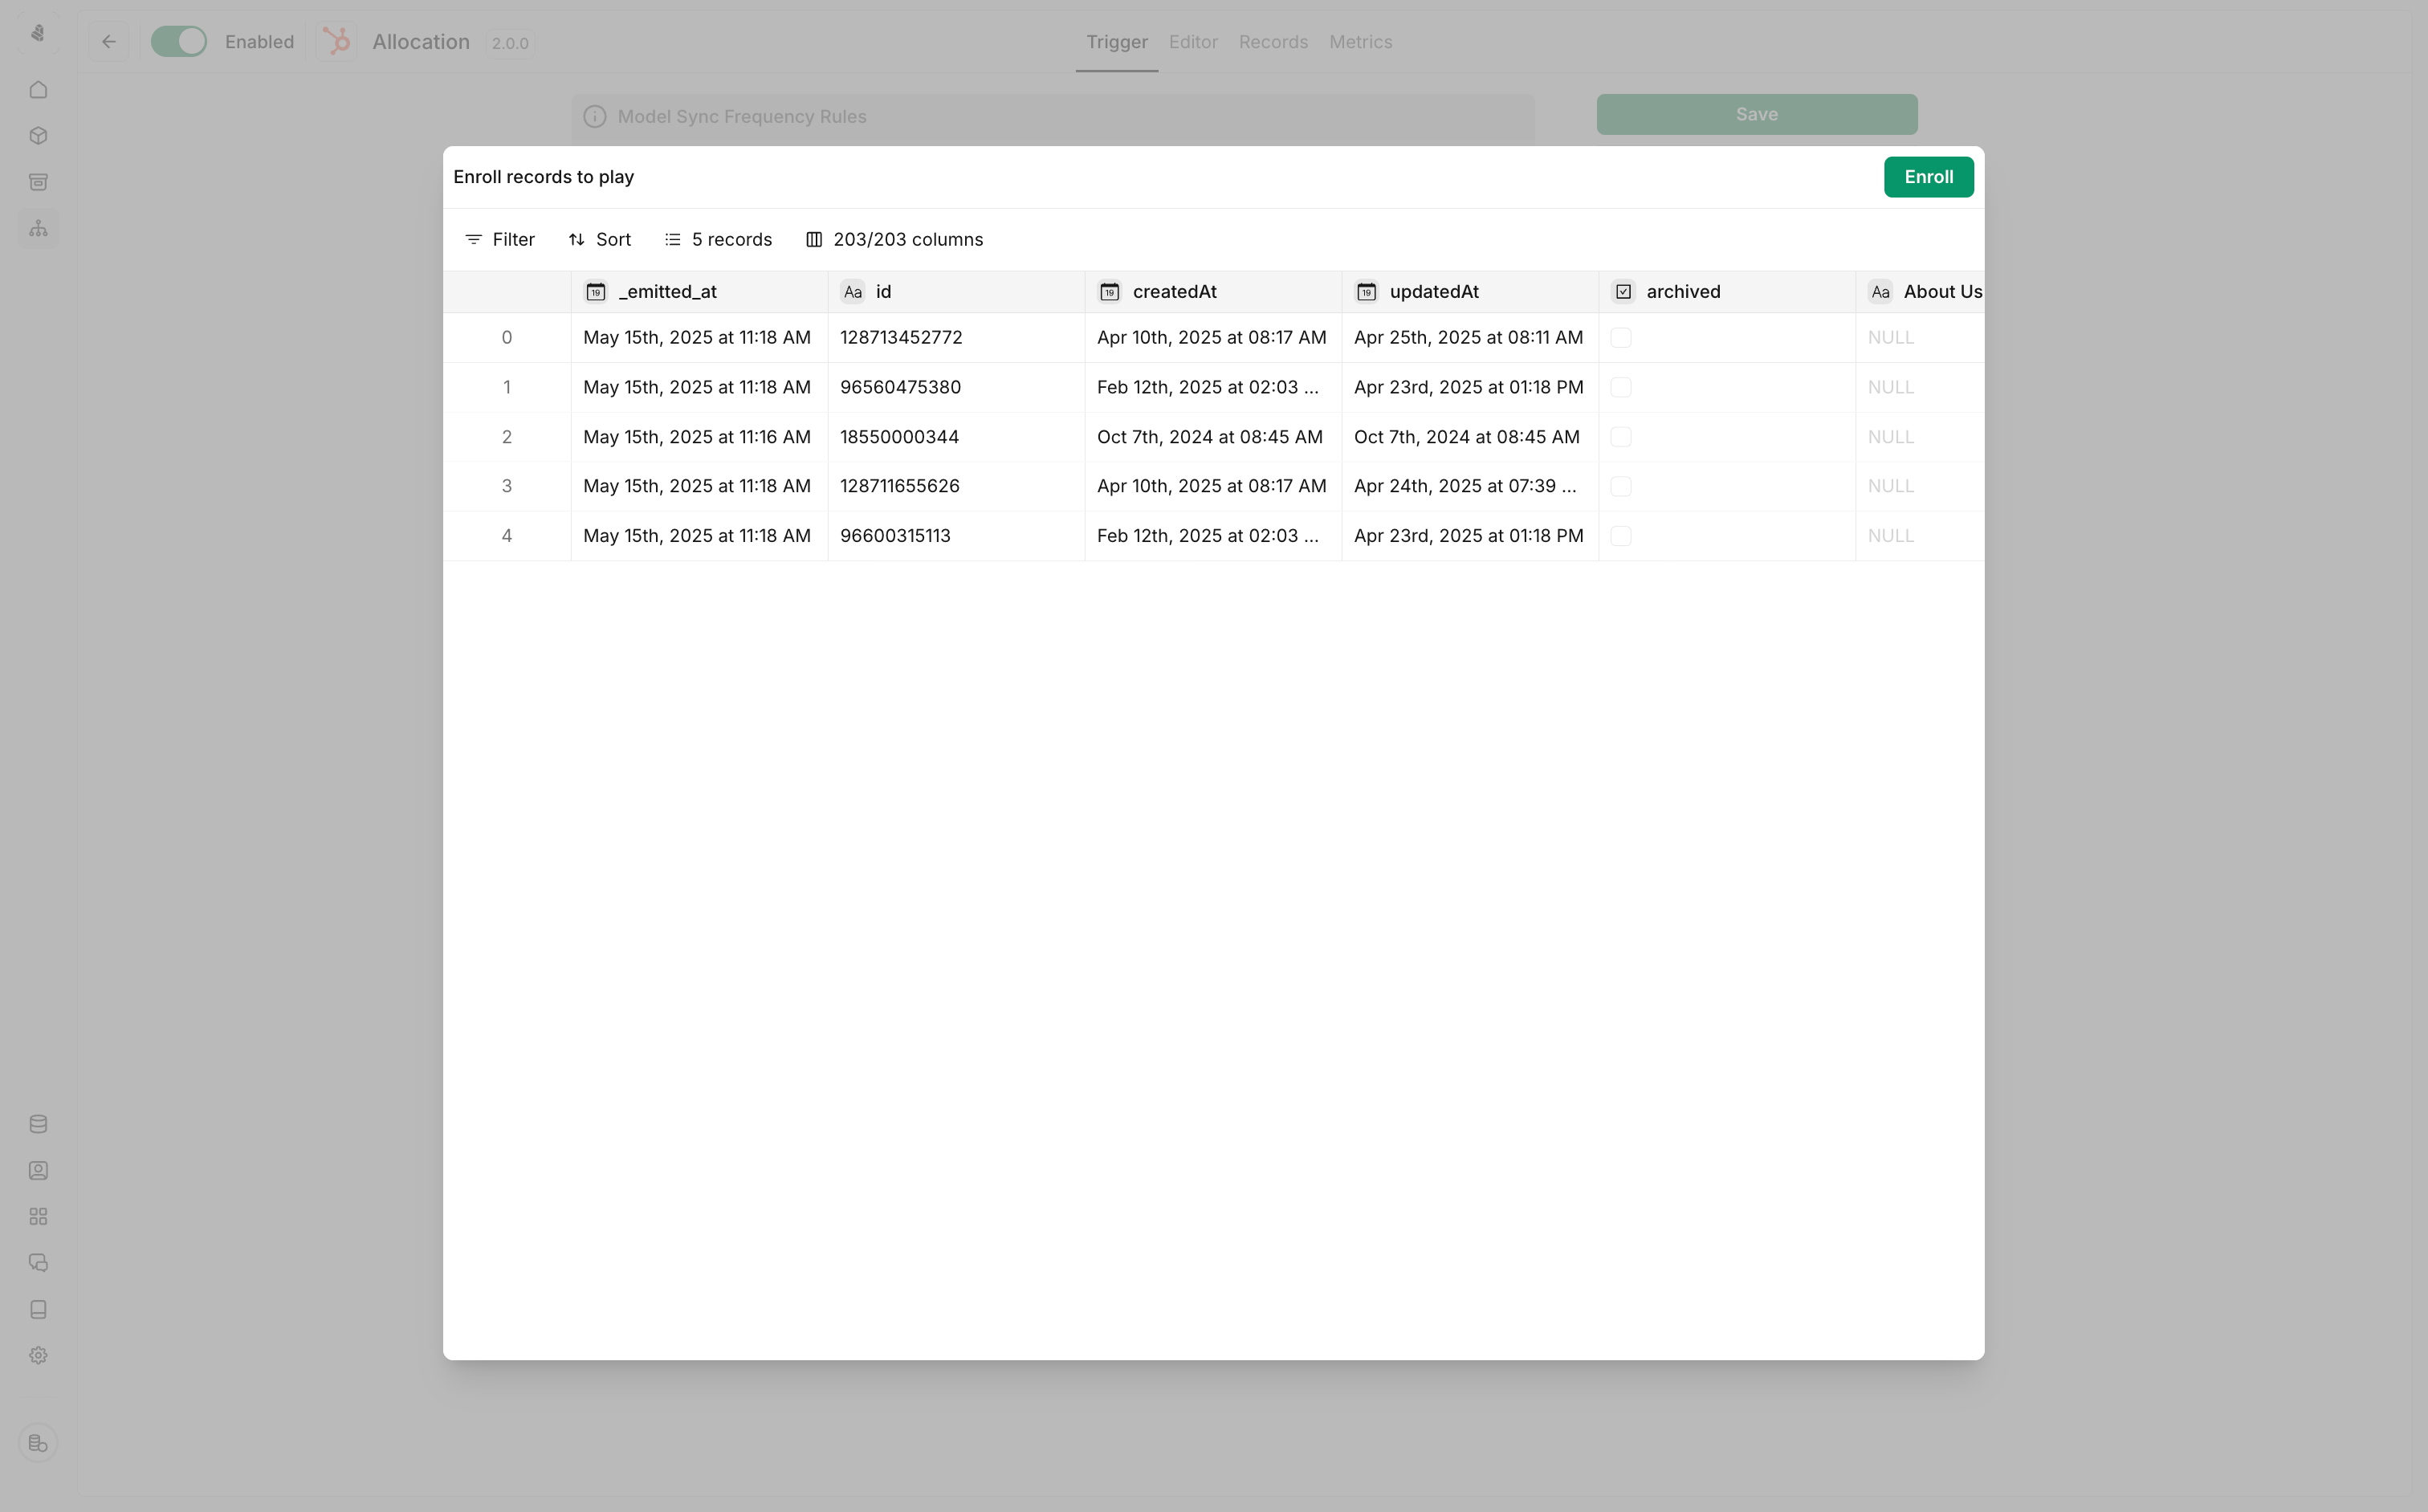 Enabled Allocation 2.0.0 Trigger Editor Records Metrics
Model Sync Frequency Rules Save
Enroll records to play Enroll
Filter Sort 5 records 203/203 columns
19 _emitted_at Aa id 19 createdAt 19 updatedAt archived Aa About Us
0 May 15th, 2025 at 11:18 AM 128713452772 Apr 10th, 2025 at 08:17 AM Apr 25th, 2025 at 08:11 AM NULL
1 May 15th, 2025 at 11:18 AM 96560475380 Feb 12th, 2025 at 02:03 ... Apr 23rd, 2025 at 01:18 PM NULL
2 May 15th, 2025 at 11:16 AM 18550000344 Oct 7th, 2024 at 08:45 AM Oct 7th, 2024 at 08:45 AM NULL
3 May 15th, 2025 at 11:18 AM 128711655626 Apr 10th, 2025 at 08:17 AM Apr 24th, 2025 at 07:39 ... NULL
4 May 15th, 2025 at 11:18 AM 96600315113 Feb 12th, 2025 at 02:03 ... Apr 23rd, 2025 at 01:18 PM NULL